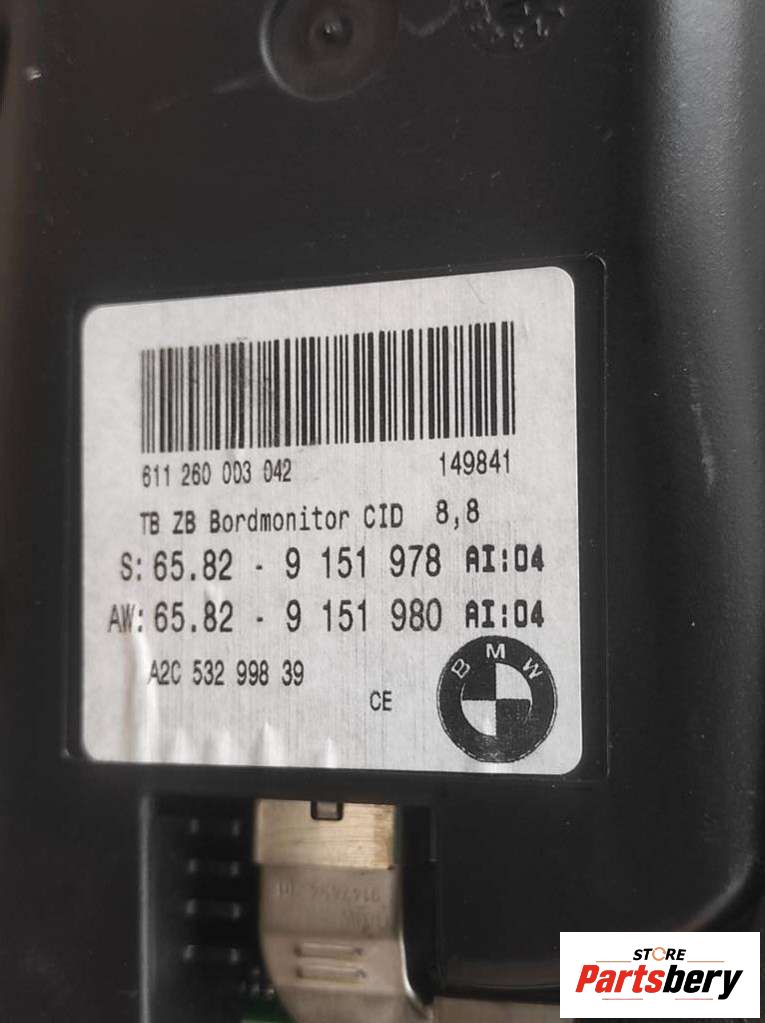 611 260 003 042 149841
TB ZB Bordmonitor CID 8,8
S: 65.82 - 9 151 978 AI:04
AW: 65.82 - 9 151 980 AI:04
A2C 532 998 39
CE
BMW
STORE
Partsbery